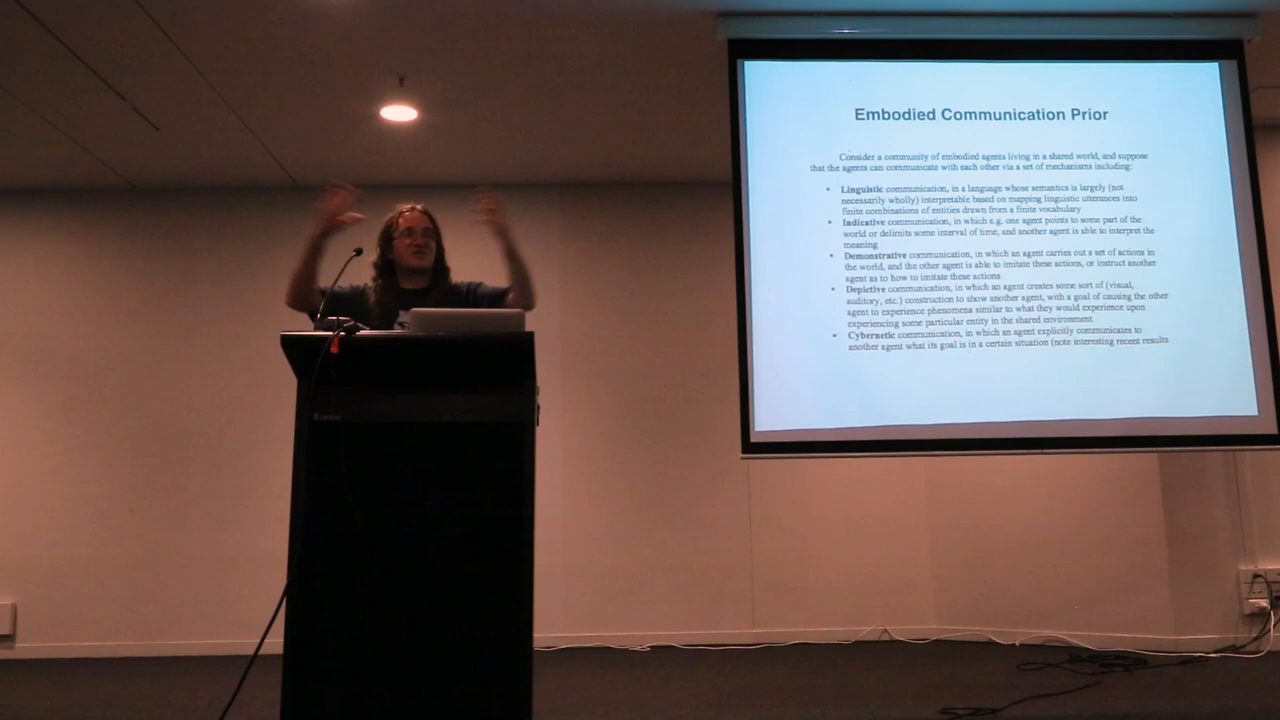 Embodied Communication Prior
Consider a community of embodied agents living in a shared world, and suppose
that the agents can communicate with each other via a set of mechanisms including:
• Linguistic communication, in a language whose semantics is largely (not
necessarily wholly) interpretable based on mapping linguistic utterances into
finite combinations of entities drawn from a finite vocabulary
• Indicative communication, in which e.g. one agent points to some part of the
world or delimits some interval of time, and another agent is able to interpret the
meaning
• Demonstrative communication, in which an agent carries out a set of actions in
the world, and the other agent is able to imitate these actions, or instruct another
agent as to how to imitate these actions
• Depictive communication, in which an agent creates some sort of (visual,
auditory, etc.) construction to show another agent, with a goal of causing the other
agent to experience phenomena similar to what they would experience upon
experiencing some particular entity in the shared environment
• Cybernetic communication, in which an agent explicitly communicates to
another agent what its goal is in a certain situation (note interesting recent results